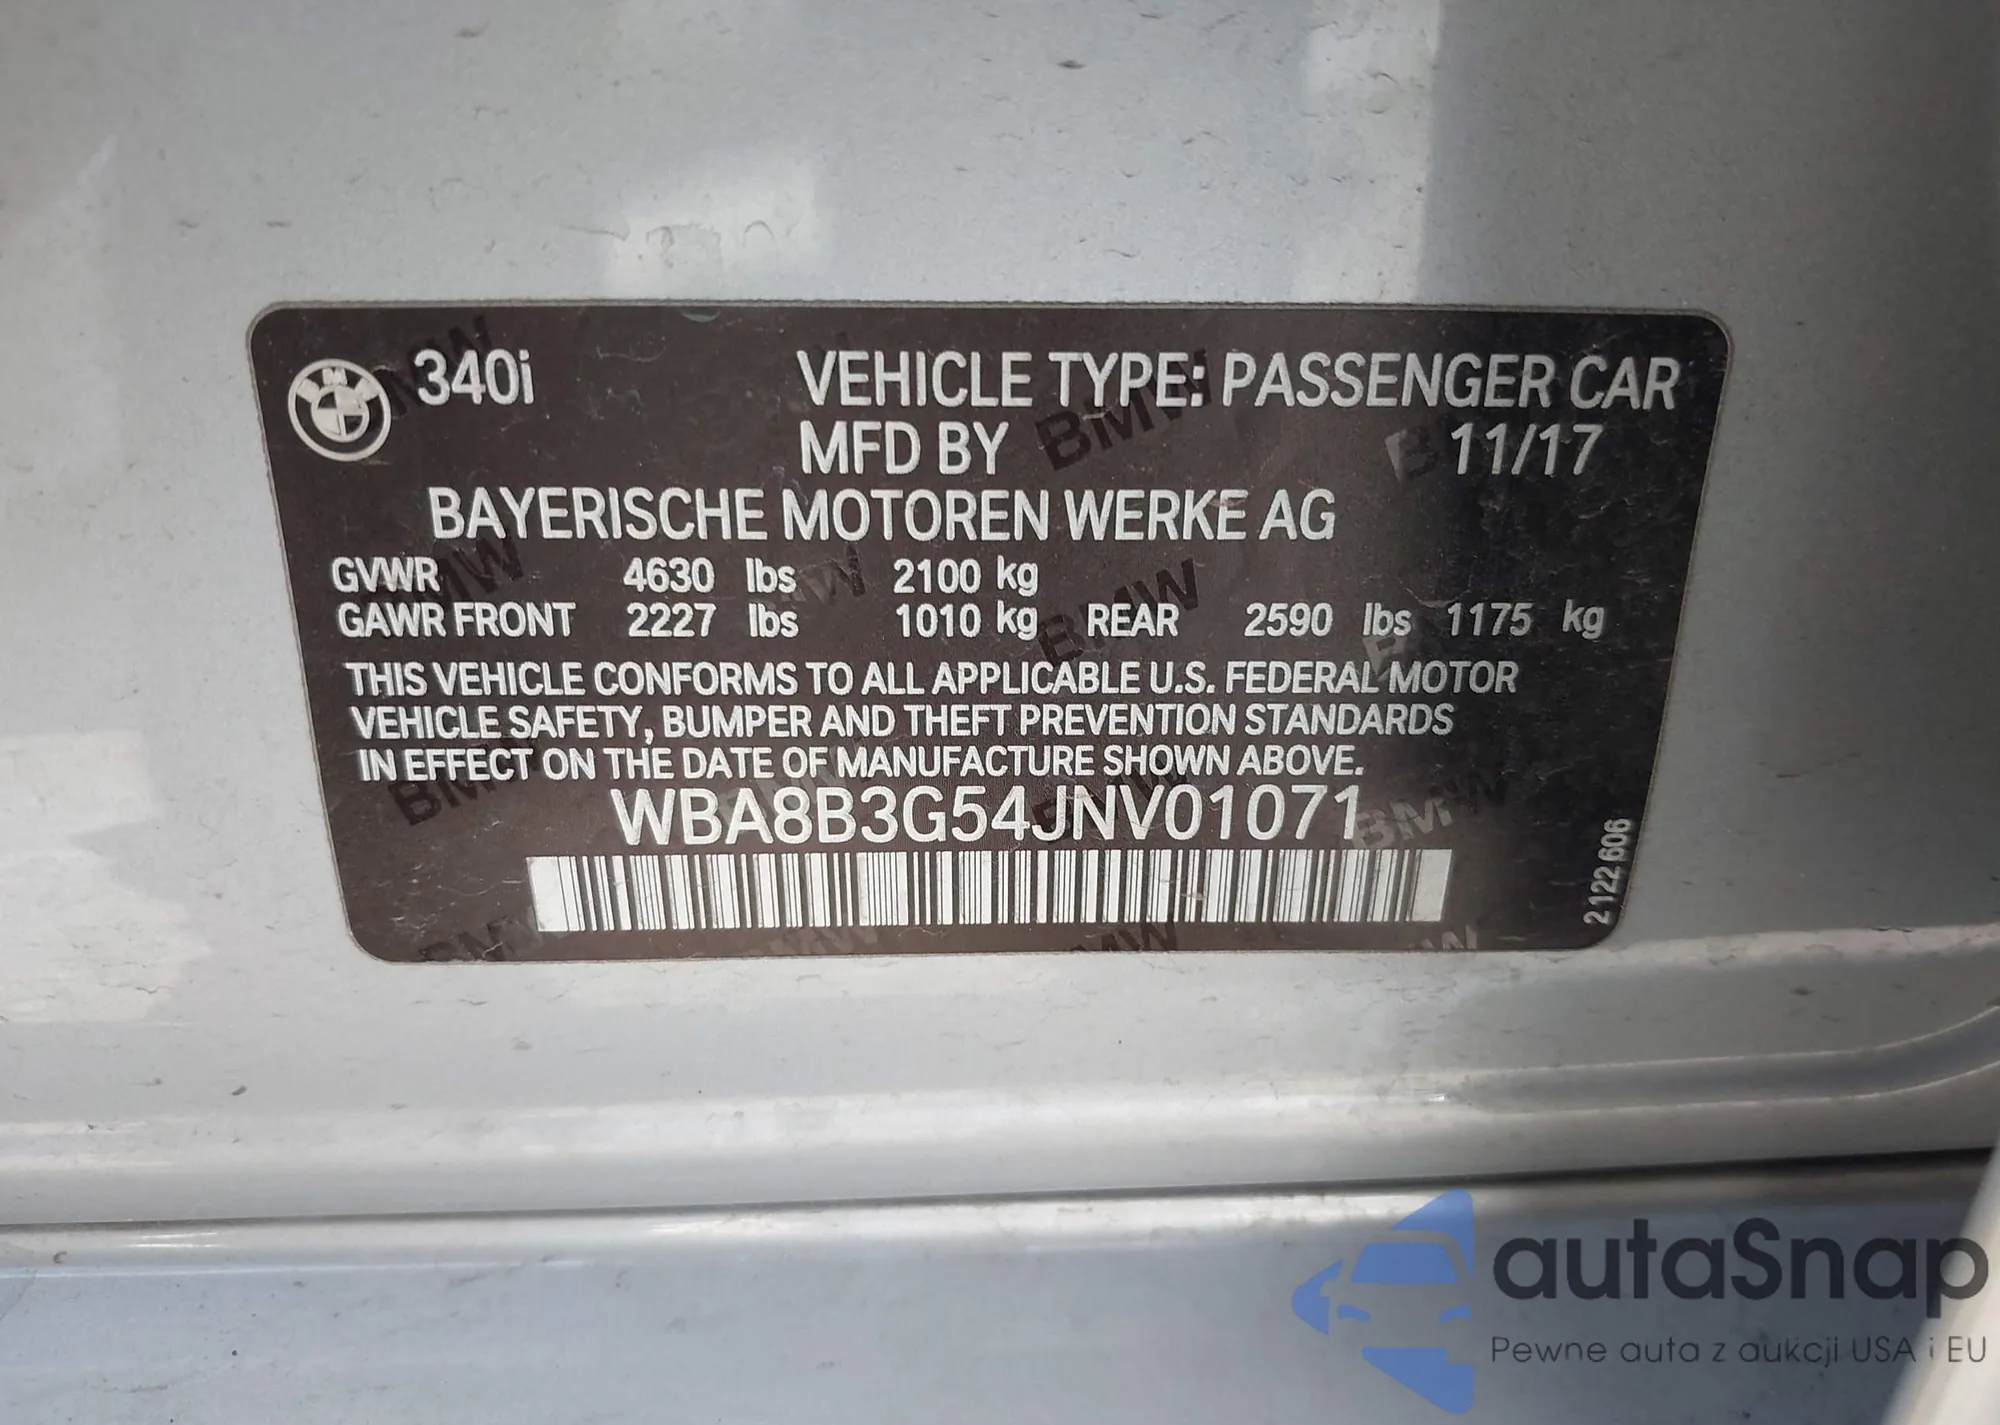 340i VEHICLE TYPE: PASSENGER CAR
MFD BY 11/17
BAYERISCHE MOTOREN WERKE AG
GVWR 4630 lbs 2100 kg
GAWR FRONT 2227 lbs 1010 kg REAR 2590 lbs 1175 kg
THIS VEHICLE CONFORMS TO ALL APPLICABLE U.S. FEDERAL MOTOR
VEHICLE SAFETY, BUMPER AND THEFT PREVENTION STANDARDS
IN EFFECT ON THE DATE OF MANUFACTURE SHOWN ABOVE.
WBA8B3G54JNV01071
2122 606
autoSnap
Pewne auta z aukcji USA i EU